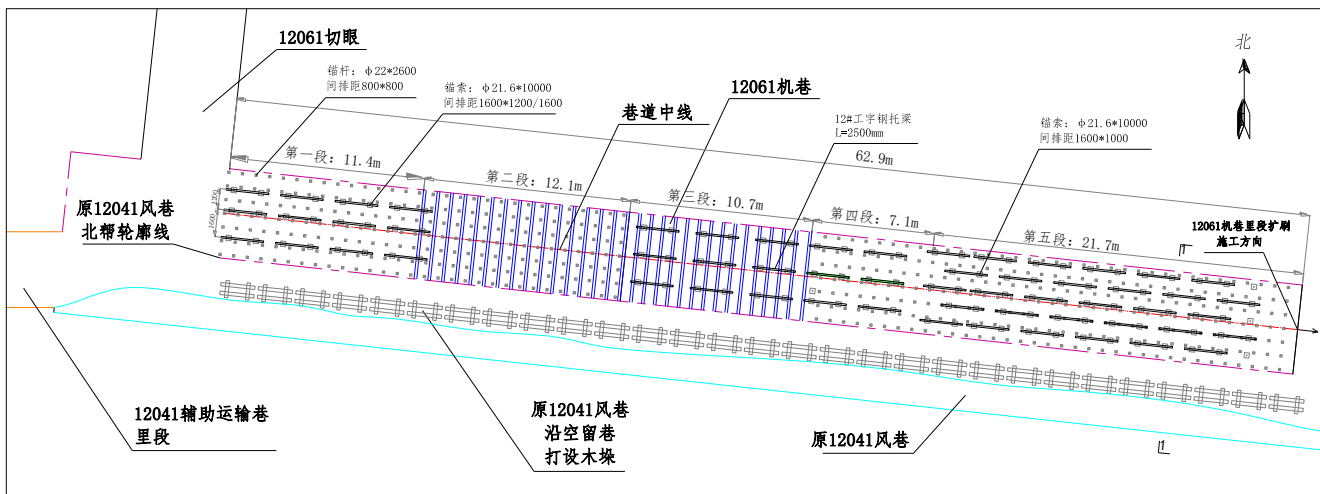 12061切眼
北
锚杆：φ22*2600
间排距800*800
锚索：φ21.6*10000
间排距1600*1200/1600
12061机巷
巷道中线
12#工字钢托梁
L=2500mm
锚索：φ21.6*10000
间排距1600*1000
62.9m
第一段：11.4m
第二段：12.1m
第三段：10.7m
第四段：7.1m
第五段：21.7m
1200
1600
原12041风巷
北帮轮廓线
12061机巷里段扩刷
施工方向
1
12041辅助运输巷
里段
原12041风巷
沿空留巷
打设木垛
原12041风巷
1